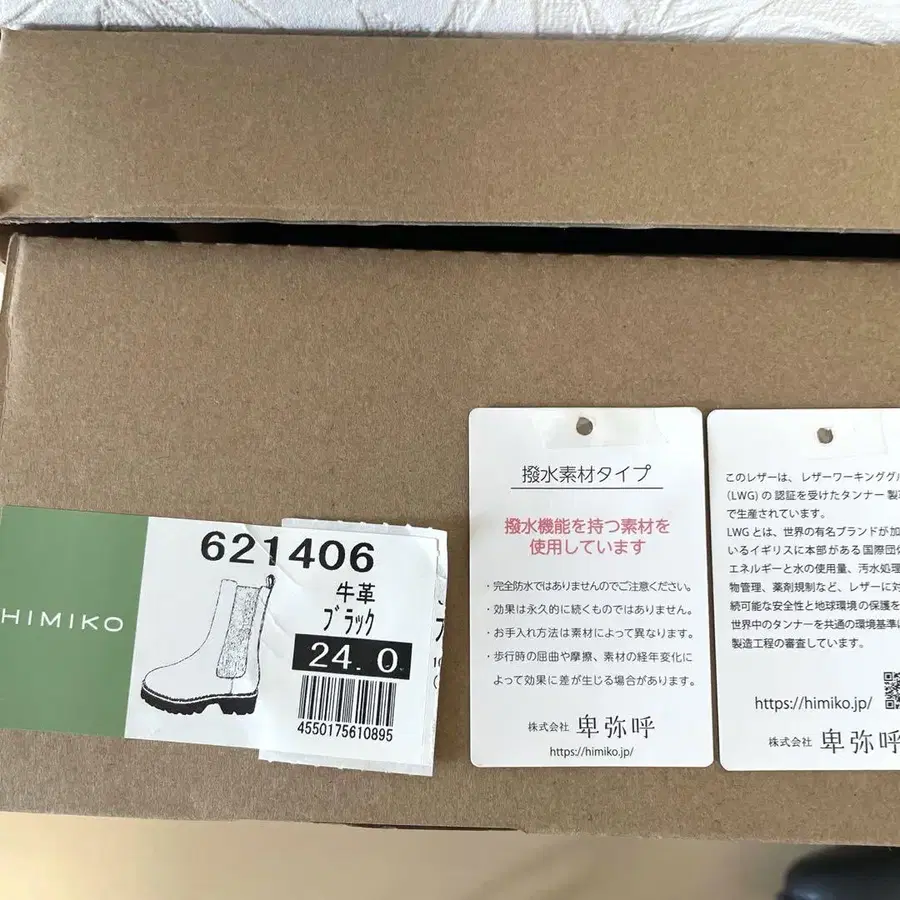 HIMIKO
621406
牛革
ブラック
24.0
4550175610895
撥水素材タイプ
撥水機能を持つ素材を
使用しています
・完全防水ではありませんのでご注意ください。
・効果は永久的に続くものではありません。
・お手入れ方法は素材によって異なります。
・歩行時の屈曲や摩擦、素材の経年変化に
よって効果に差が生じる場合があります。
株式会社 卑弥呼
https://himiko.jp/
このレザーは、レザーワーキンググル
(LWG) の 認証を受けたタンナー製
で生産されています。
LWG とは、世界の有名ブランドが加
いるイギリスに本部がある国際団体
エネルギーと水の使用量、汚水処理
物管理、薬剤規制など、レザーに対
続可能な安全性と地球環境の保護を
世界中のタンナーを共通の環境基準
製造工程の審査しています。
https://himiko.jp/
株式会社 卑弥呼